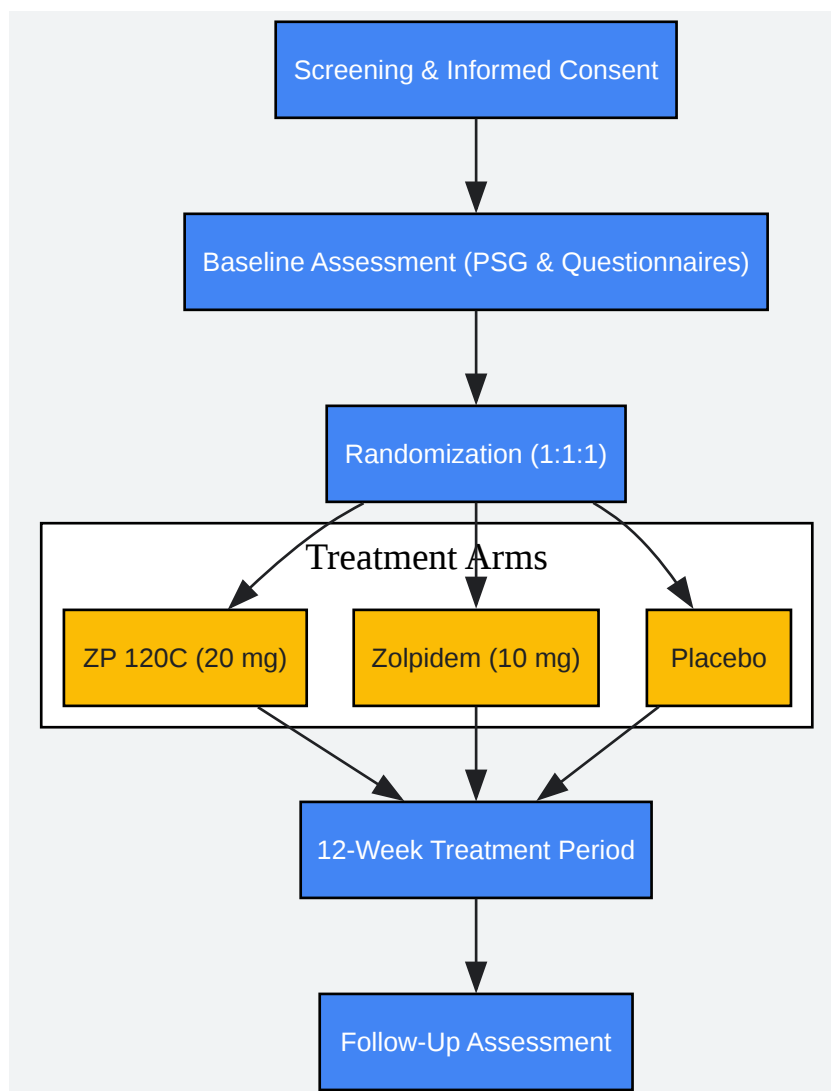 Screening & Informed Consent
Baseline Assessment (PSG & Questionnaires)
Randomization (1:1:1)
Treatment Arms
ZP 120C (20 mg)
Zolpidem (10 mg)
Placebo
12-Week Treatment Period
Follow-Up Assessment